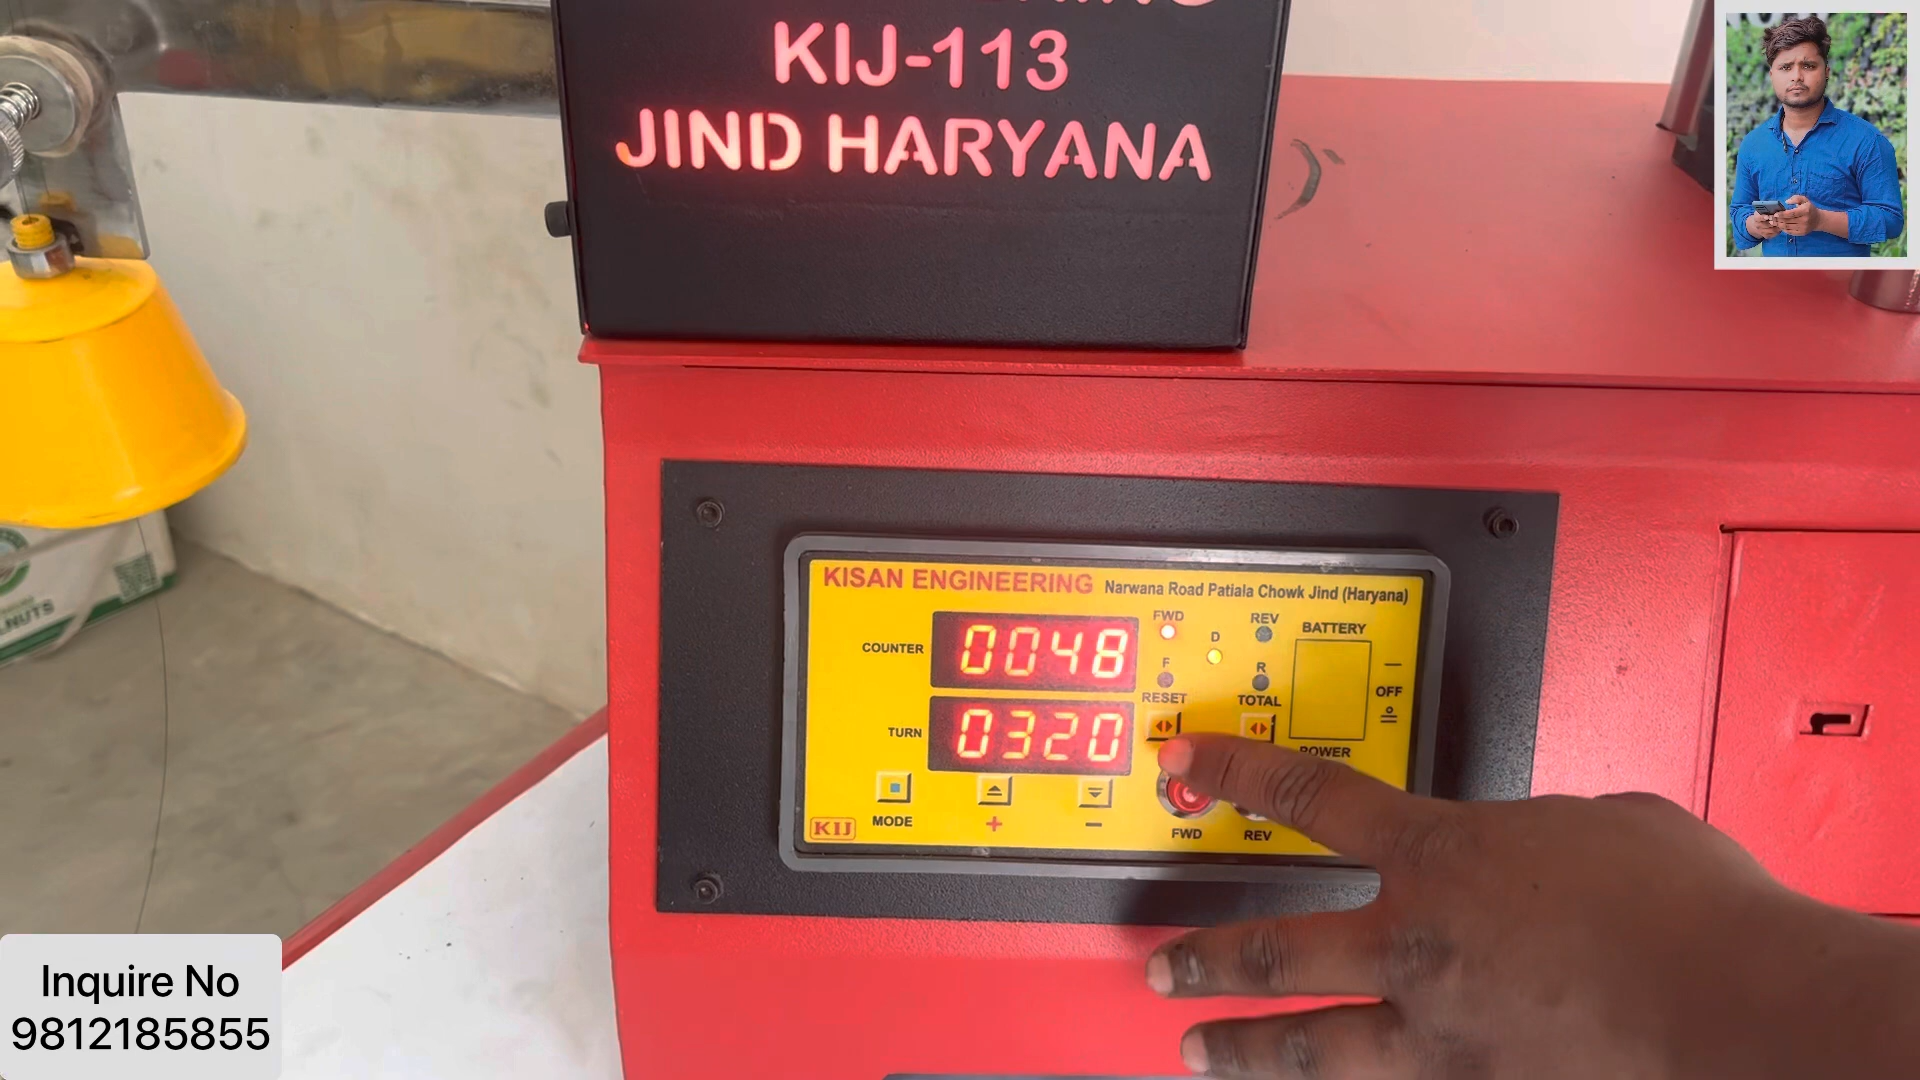 KIJ-113
JIND HARYANA
KISAN ENGINEERING Narwana Road Patiala Chowk Jind (Haryana)
COUNTER 0048
TURN 0320
FWD
REV
D
F
R
RESET
TOTAL
BATTERY
OFF
POWER
MODE
+
−
FWD
REV
KIJ
Inquire No
9812185855